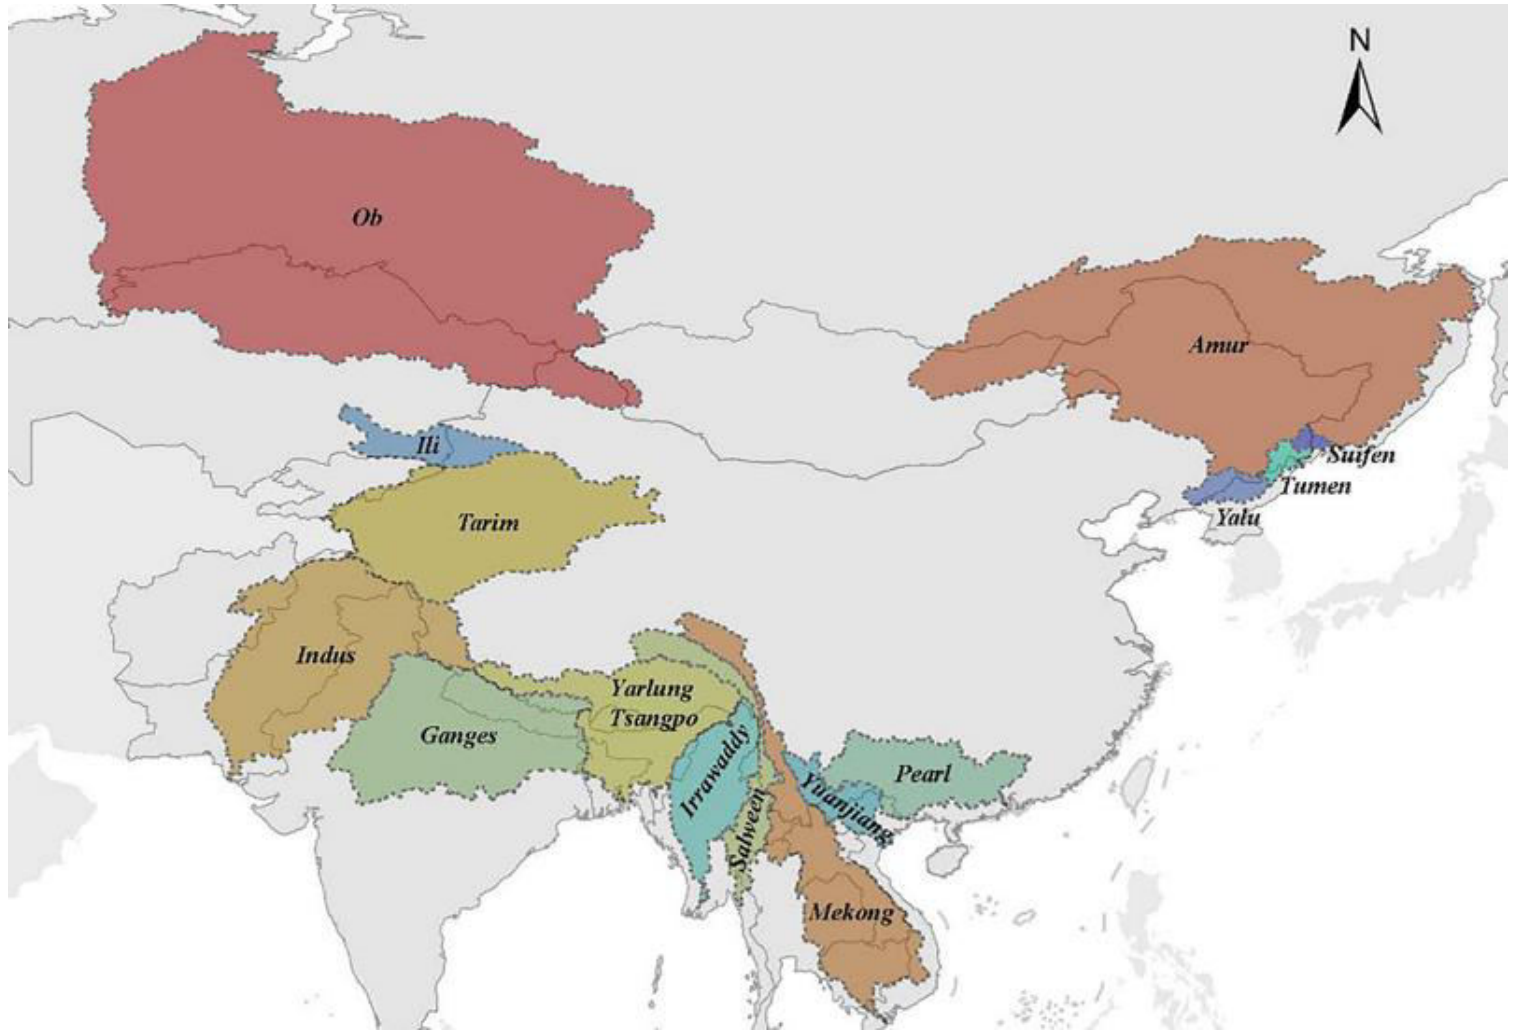 N
Ob
Amur
Ili
Suifen
Tumen
Yalu
Tarim
Indus
Yarlung
Tsangpo
Ganges
Irrawaddy
Salween
Yuanjiang
Pearl
Mekong